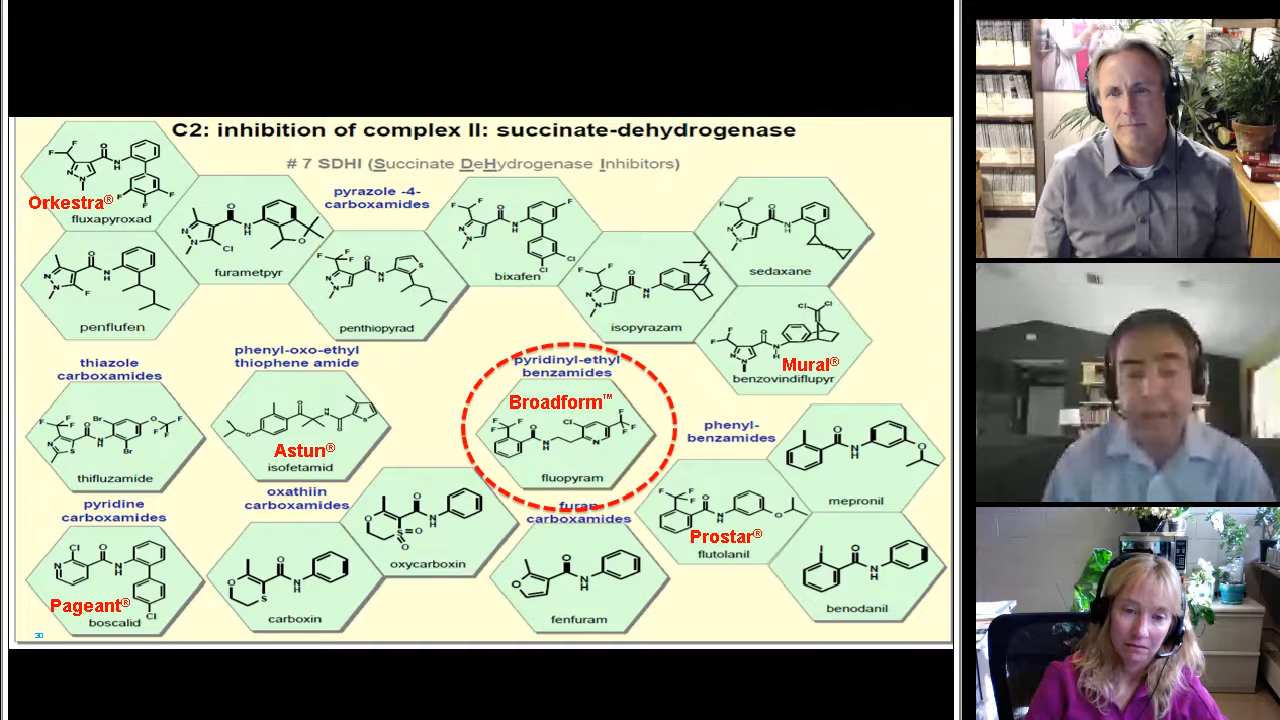 C2: inhibition of complex II: succinate-dehydrogenase
# 7 SDHI (Succinate DeHydrogenase Inhibitors)
Orkestra®
fluxapyroxad
furametpyr
pyrazole -4-
carboxamides
bixafen
sedaxane
penflufen
penthiopyrad
isopyrazam
Mural®
benzovindiflupyr
thiazole
carboxamides
thifluzamide
phenyl-oxo-ethyl
thiophene amide
Astun®
isofetamid
pyridinyl-ethyl
benzamides
Broadform™
fluopyram
phenyl-
benzamides
mepronil
Prostar®
flutolanil
benodanil
pyridine
carboxamides
Pageant®
boscalid
oxathiin
carboxamides
oxycarboxin
carboxin
furan
carboxamides
fenfuram
30